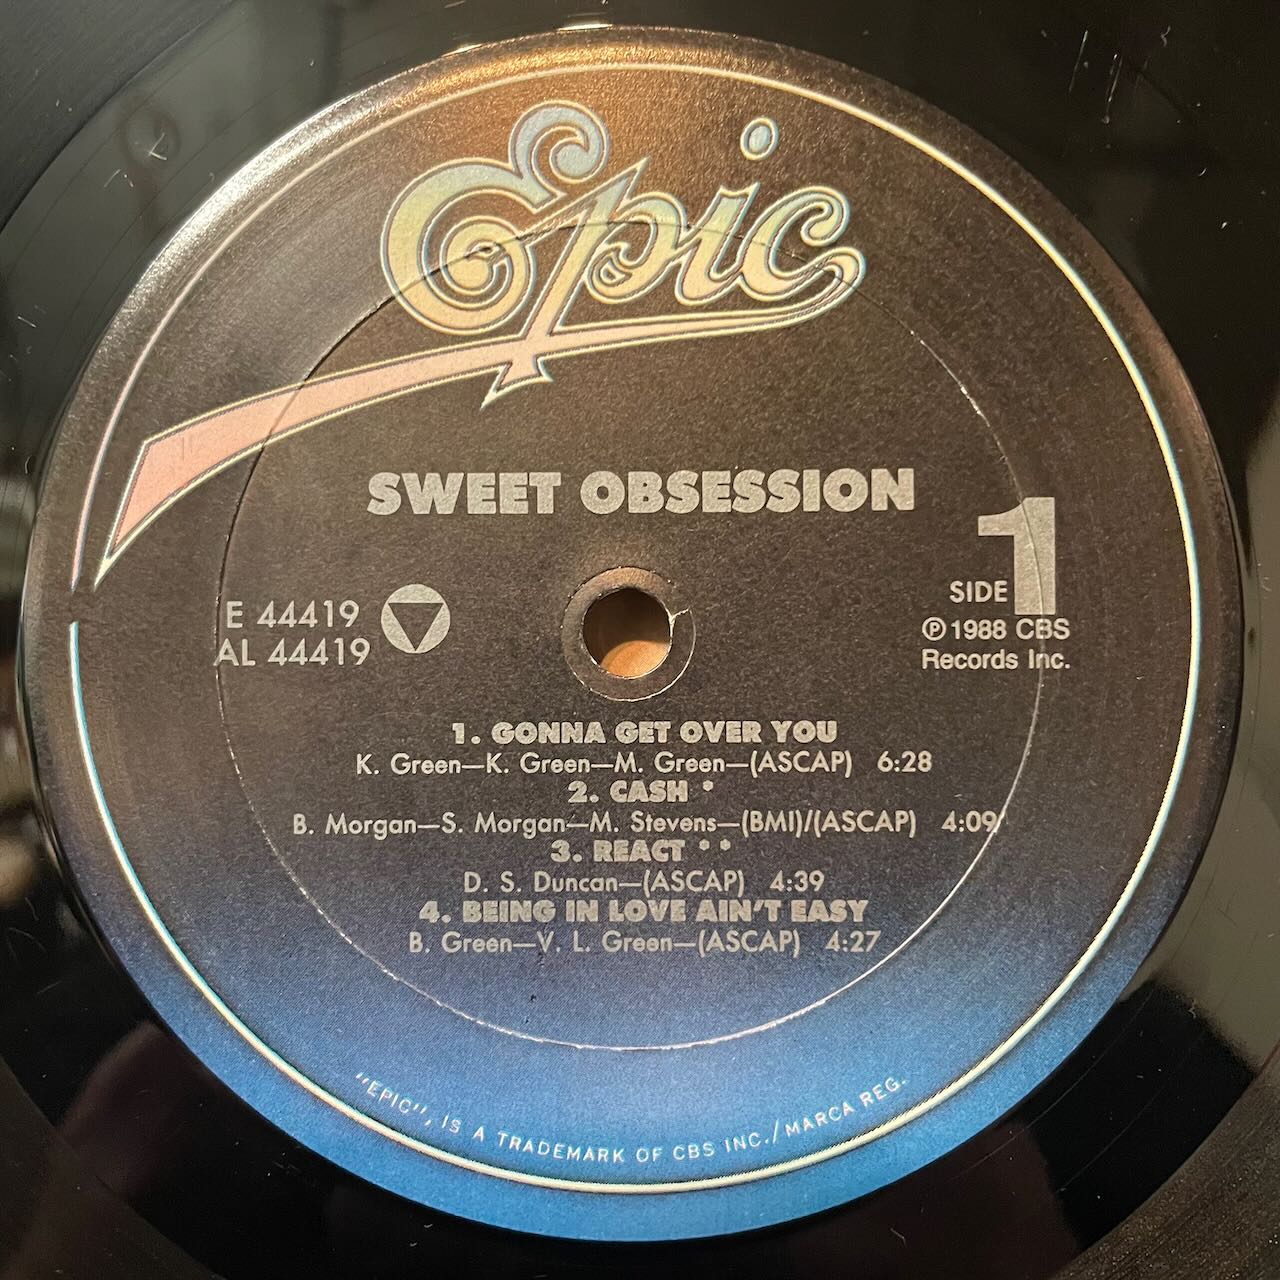 Epic
SWEET OBSESSION
SIDE 1
E 44419
AL 44419
℗ 1988 CBS
Records Inc.
1. GONNA GET OVER YOU
K. Green—K. Green—M. Green—(ASCAP) 6:28
2. CASH *
B. Morgan—S. Morgan—M. Stevens—(BMI)/(ASCAP) 4:09
3. REACT * *
D. S. Duncan—(ASCAP) 4:39
4. BEING IN LOVE AIN'T EASY
B. Green—V. L. Green—(ASCAP) 4:27
"EPIC", IS A TRADEMARK OF CBS INC./MARCA REG.